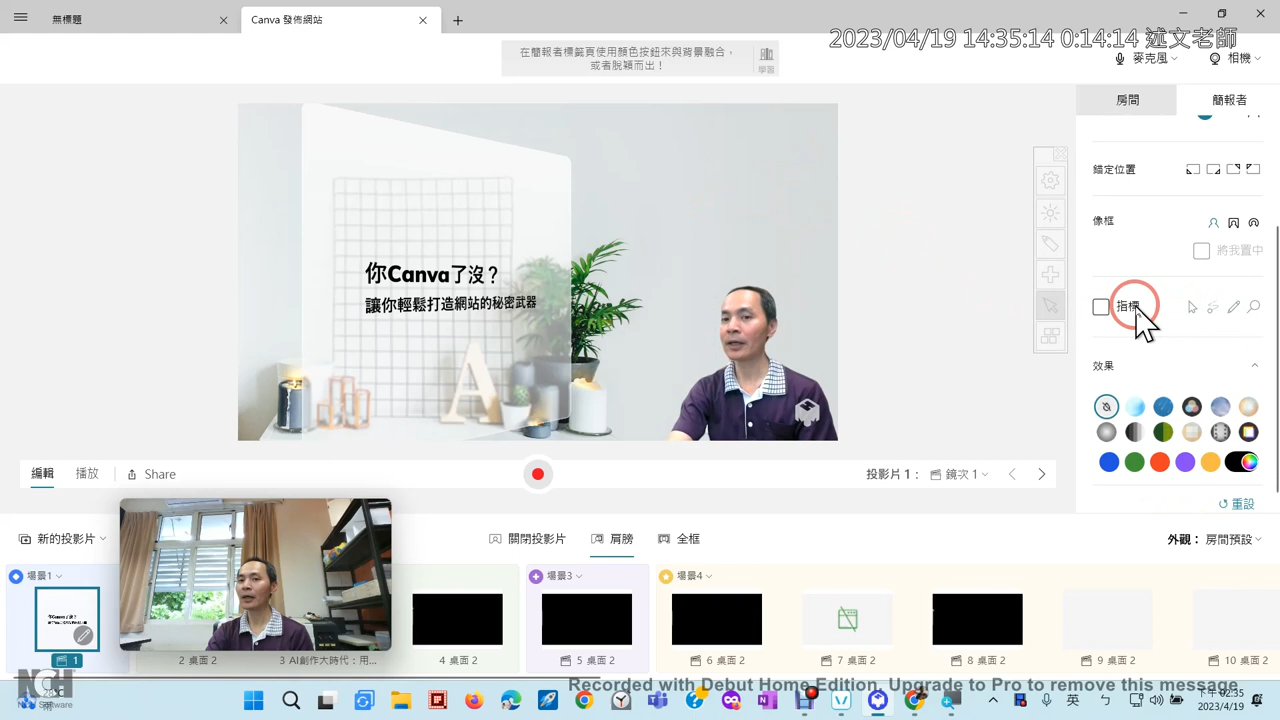 無標題
Canva 發佈網站
2023/04/19 14:35:14 0:14:14 述文老師
在簡報者標籤頁使用顏色按鈕來與背景融合，
或者脫穎而出！
學習
麥克風
相機
房間
簡報者
錨定位置
像框
將我置中
指標
效果
重設
你Canva了沒？
讓你輕鬆打造網站的秘密武器
編輯
播放
Share
投影片 1： 鏡次 1
新的投影片
關閉投影片
肩膀
全框
外觀： 房間預設
場景1
場景3
場景4
1
2 桌面 2
3 AI創作大時代：用...
4 桌面 2
5 桌面 2
6 桌面 2
7 桌面 2
8 桌面 2
9 桌面 2
10 桌面 2
NCH Software
Recorded with Debut Home Edition. Upgrade to Pro to remove this message
英
下午 02:35
2023/4/19